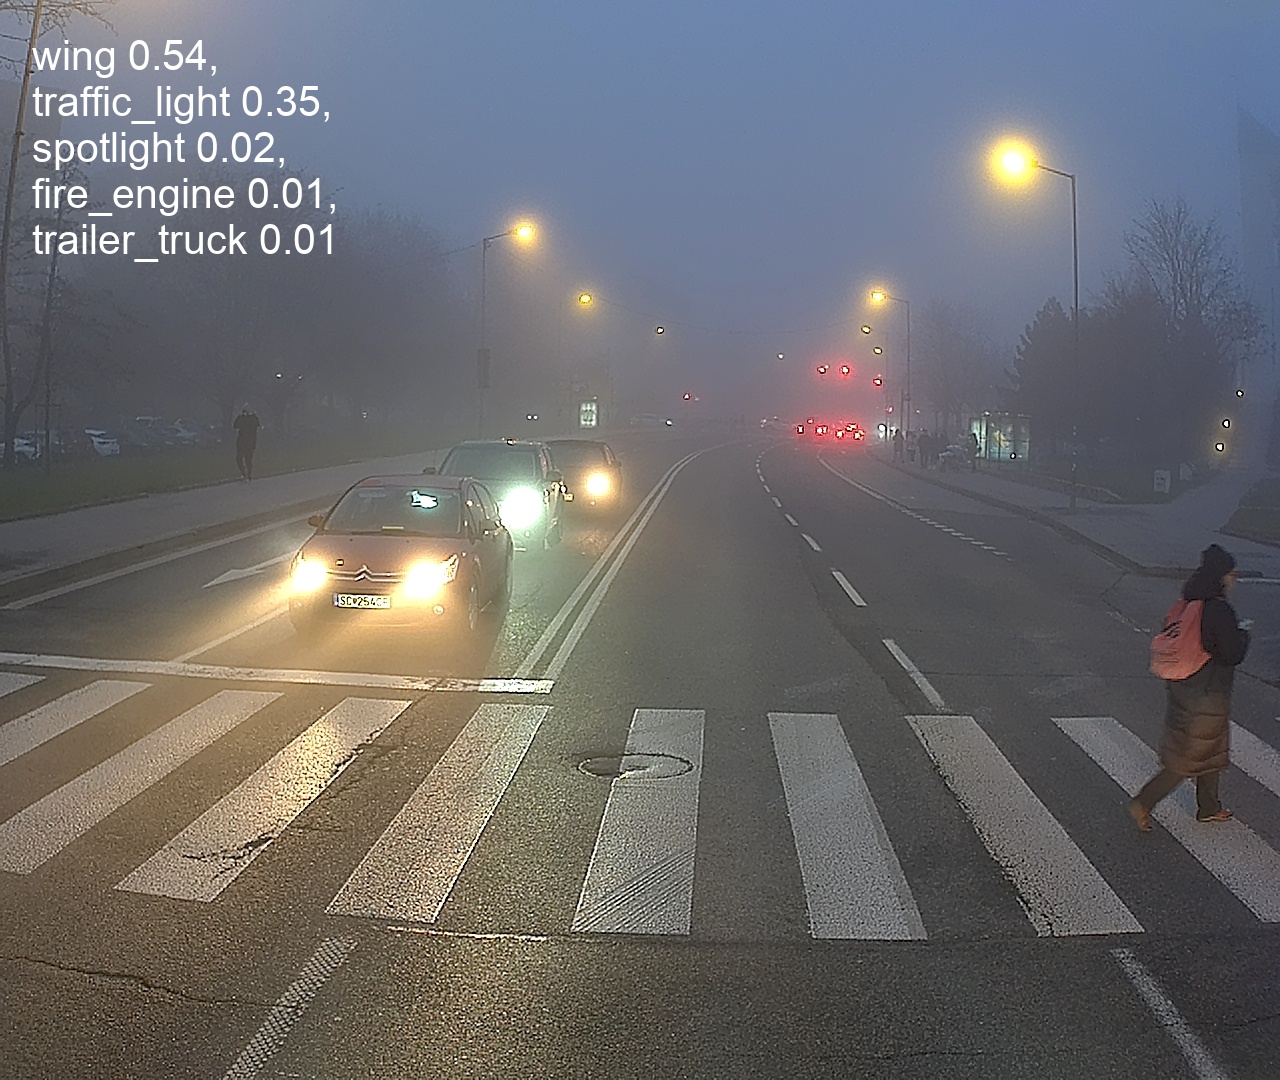 wing 0.54,
traffic_light 0.35,
spotlight 0.02,
fire_engine 0.01,
trailer_truck 0.01